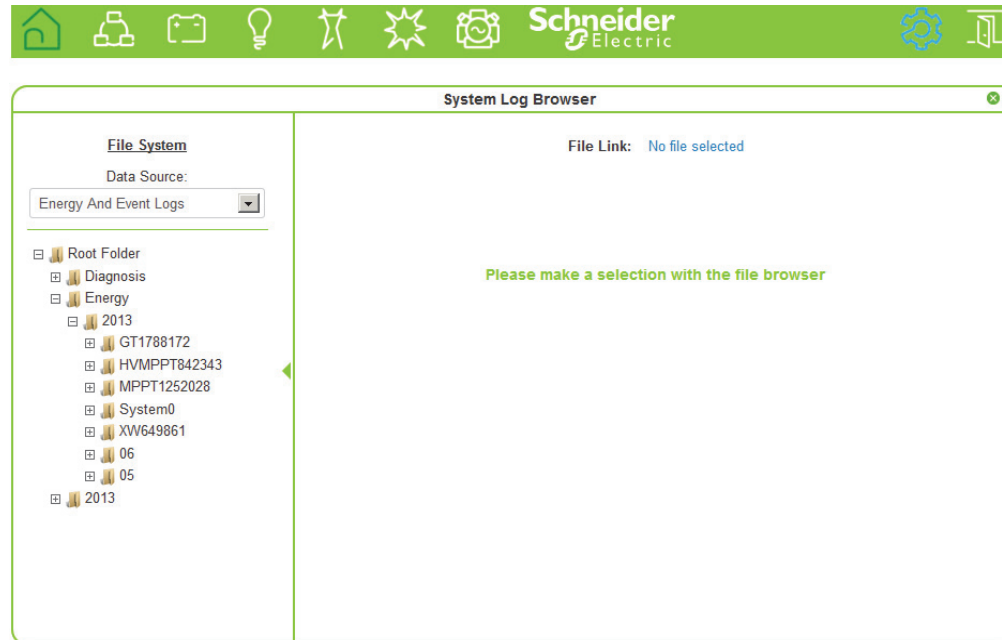 Schneider
Electric
System Log Browser
File System
Data Source:
Energy And Event Logs
Root Folder
Diagnosis
Energy
2013
GT1788172
HVMPPT842343
MPPT1252028
System0
XW649861
06
05
2013
File Link: No file selected
Please make a selection with the file browser